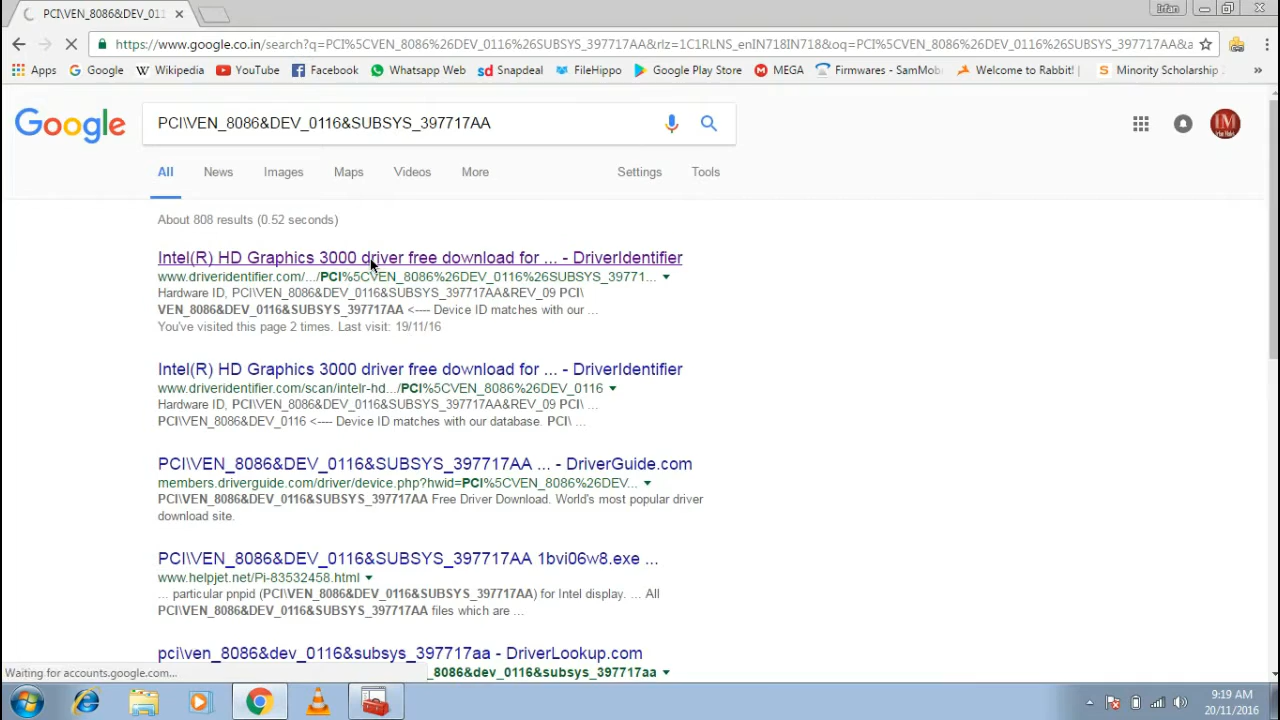 PCI\VEN_8086&DEV_011
Irfan
https://www.google.co.in/search?q=PCI%5CVEN_8086%26DEV_0116%26SUBSYS_397717AA&rlz=1C1RLNS_enIN718IN718&oq=PCI%5CVEN_8086%26DEV_0116%26SUBSYS_397717AA&a
Apps Google Wikipedia YouTube Facebook Whatsapp Web Snapdeal FileHippo Google Play Store MEGA Firmwares - SamMob Welcome to Rabbit! | Minority Scholarship »
Google
PCI\VEN_8086&DEV_0116&SUBSYS_397717AA
All News Images Maps Videos More Settings Tools
About 808 results (0.52 seconds)
Intel(R) HD Graphics 3000 driver free download for ... - DriverIdentifier
www.driveridentifier.com/.../PCI%5CVEN_8086%26DEV_0116%26SUBSYS_39771...
Hardware ID, PCI\VEN_8086&DEV_0116&SUBSYS_397717AA&REV_09 PCI\
VEN_8086&DEV_0116&SUBSYS_397717AA <---- Device ID matches with our ...
You've visited this page 2 times. Last visit: 19/11/16
Intel(R) HD Graphics 3000 driver free download for ... - DriverIdentifier
www.driveridentifier.com/scan/intelr-hd.../PCI%5CVEN_8086%26DEV_0116
Hardware ID, PCI\VEN_8086&DEV_0116&SUBSYS_397717AA&REV_09 PCI\ ...
PCI\VEN_8086&DEV_0116 <---- Device ID matches with our database. PCI\ ...
PCI\VEN_8086&DEV_0116&SUBSYS_397717AA ... - DriverGuide.com
members.driverguide.com/driver/device.php?hwid=PCI%5CVEN_8086%26DEV...
PCI\VEN_8086&DEV_0116&SUBSYS_397717AA Free Driver Download. World's most popular driver
download site.
PCI\VEN_8086&DEV_0116&SUBSYS_397717AA 1bvi06w8.exe ...
www.helpjet.net/Pi-83532458.html
... particular pnpid (PCI\VEN_8086&DEV_0116&SUBSYS_397717AA) for Intel display. ... All
PCI\VEN_8086&DEV_0116&SUBSYS_397717AA files which are ...
pci\ven_8086&dev_0116&subsys_397717aa - DriverLookup.com
Waiting for accounts.google.com...
_8086&dev_0116&subsys_397717aa
9:19 AM
20/11/2016